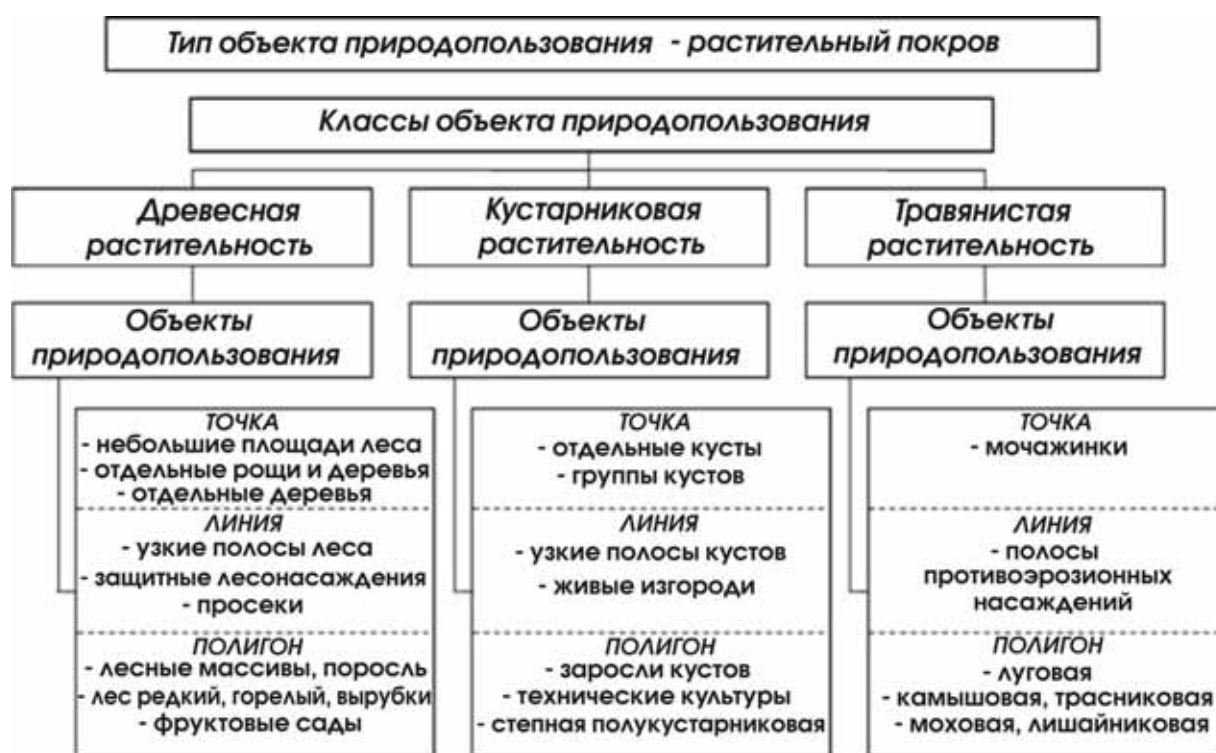 Тип объекта природопользования - растительный покров
Классы объекта природопользования
Древесная
растительность
Кустарниковая
растительность
Травянистая
растительность
Объекты
природопользования
Объекты
природопользования
Объекты
природопользования
ТОЧКА
- небольшие площади леса
- отдельные рощи и деревья
- отдельные деревья
ЛИНИЯ
- узкие полосы леса
- защитные лесонасаждения
- просеки
ПОЛИГОН
- лесные массивы, поросль
- лес редкий, горелый, вырубки
- фруктовые сады
ТОЧКА
- отдельные кусты
- группы кустов
ЛИНИЯ
- узкие полосы кустов
- живые изгороди
ПОЛИГОН
- заросли кустов
- технические культуры
- степная полукустарниковая
ТОЧКА
- мочажинки
ЛИНИЯ
- полосы
противоэрозионных
насаждений
ПОЛИГОН
- луговая
- камышовая, трасниковая
- моховая, лишайниковая